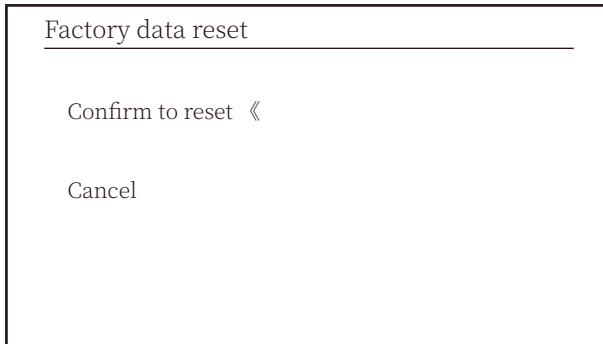 Factory data reset
Confirm to reset 《
Cancel